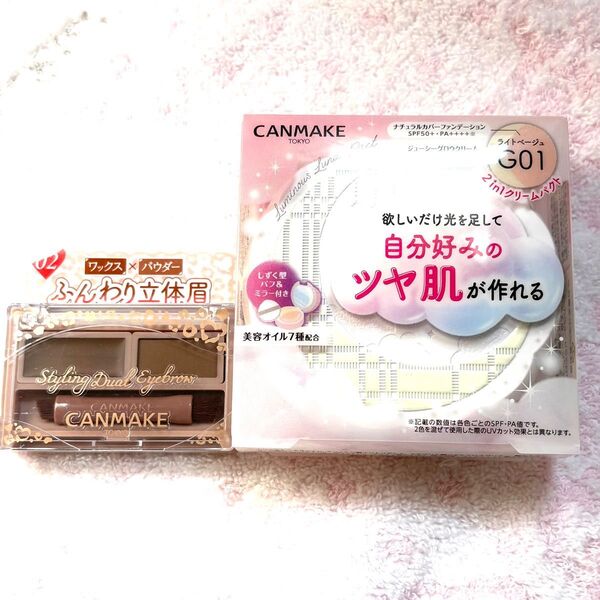 CANMAKE
TOKYO
ナチュラルカバーファンデーション
SPF50+・PA++++※
ジューシーグロウクリーム
ライトベージュ
G01
2in1クリームパクト
Luminous
欲しいだけ光を足して
自分好みの
ツヤ肌が作れる
しずく型
パフ&
ミラー付き
美容オイル7種配合
※記載の数値は各色ごとのSPF・PA値です。
2色を混ぜて使用した際のUVカット効果とは異なります。
02
ワックス×パウダー
ふんわり立体眉
Styling Dual Eyebrow
CANMAKE
CANMAKE
TOKYO